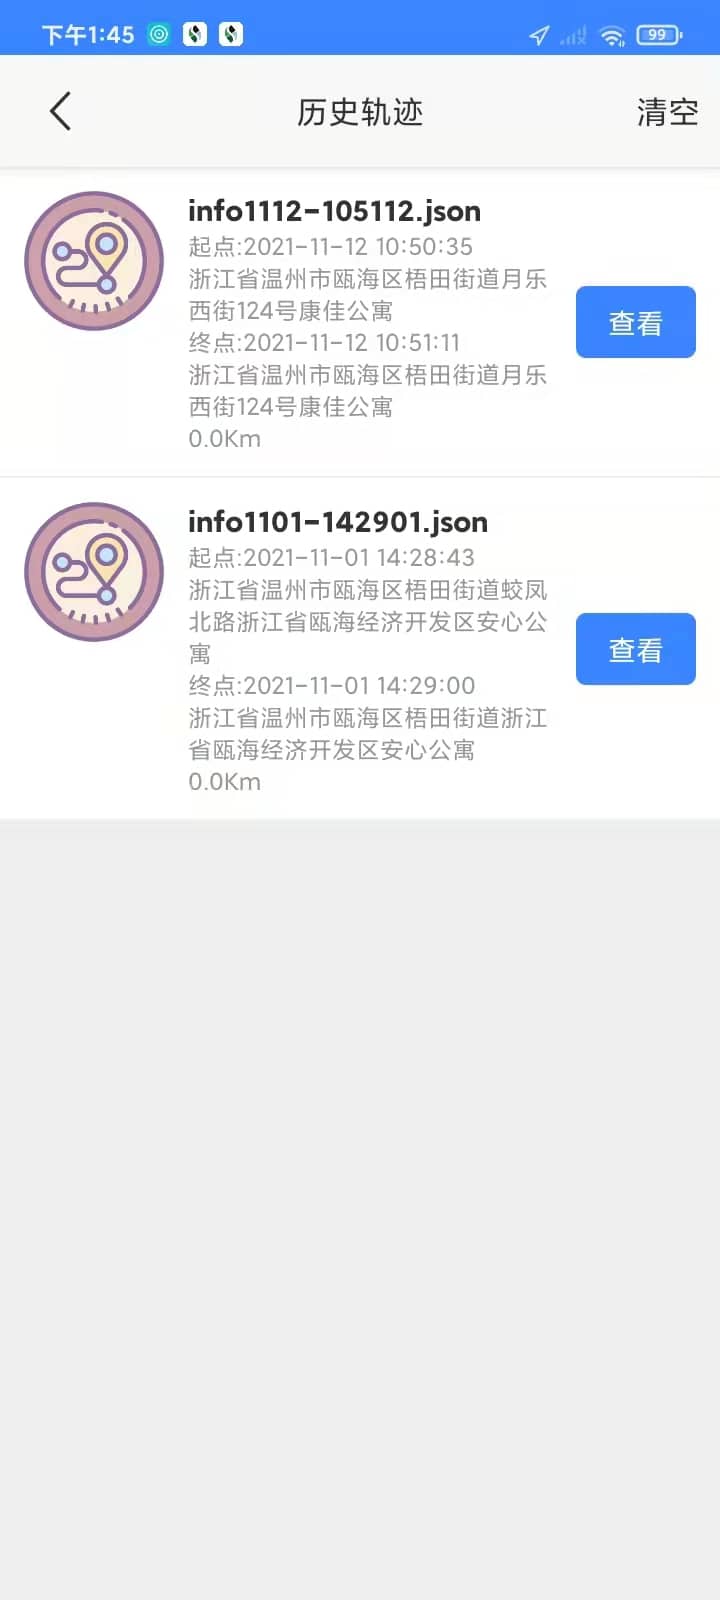 下午1:45
99
历史轨迹
清空
info1112-105112.json
起点:2021-11-12 10:50:35
浙江省温州市瓯海区梧田街道月乐
西街124号康佳公寓
终点:2021-11-12 10:51:11
浙江省温州市瓯海区梧田街道月乐
西街124号康佳公寓
0.0Km
查看
info1101-142901.json
起点:2021-11-01 14:28:43
浙江省温州市瓯海区梧田街道蛟凤
北路浙江省瓯海经济开发区安心公
寓
终点:2021-11-01 14:29:00
浙江省温州市瓯海区梧田街道浙江
省瓯海经济开发区安心公寓
0.0Km
查看